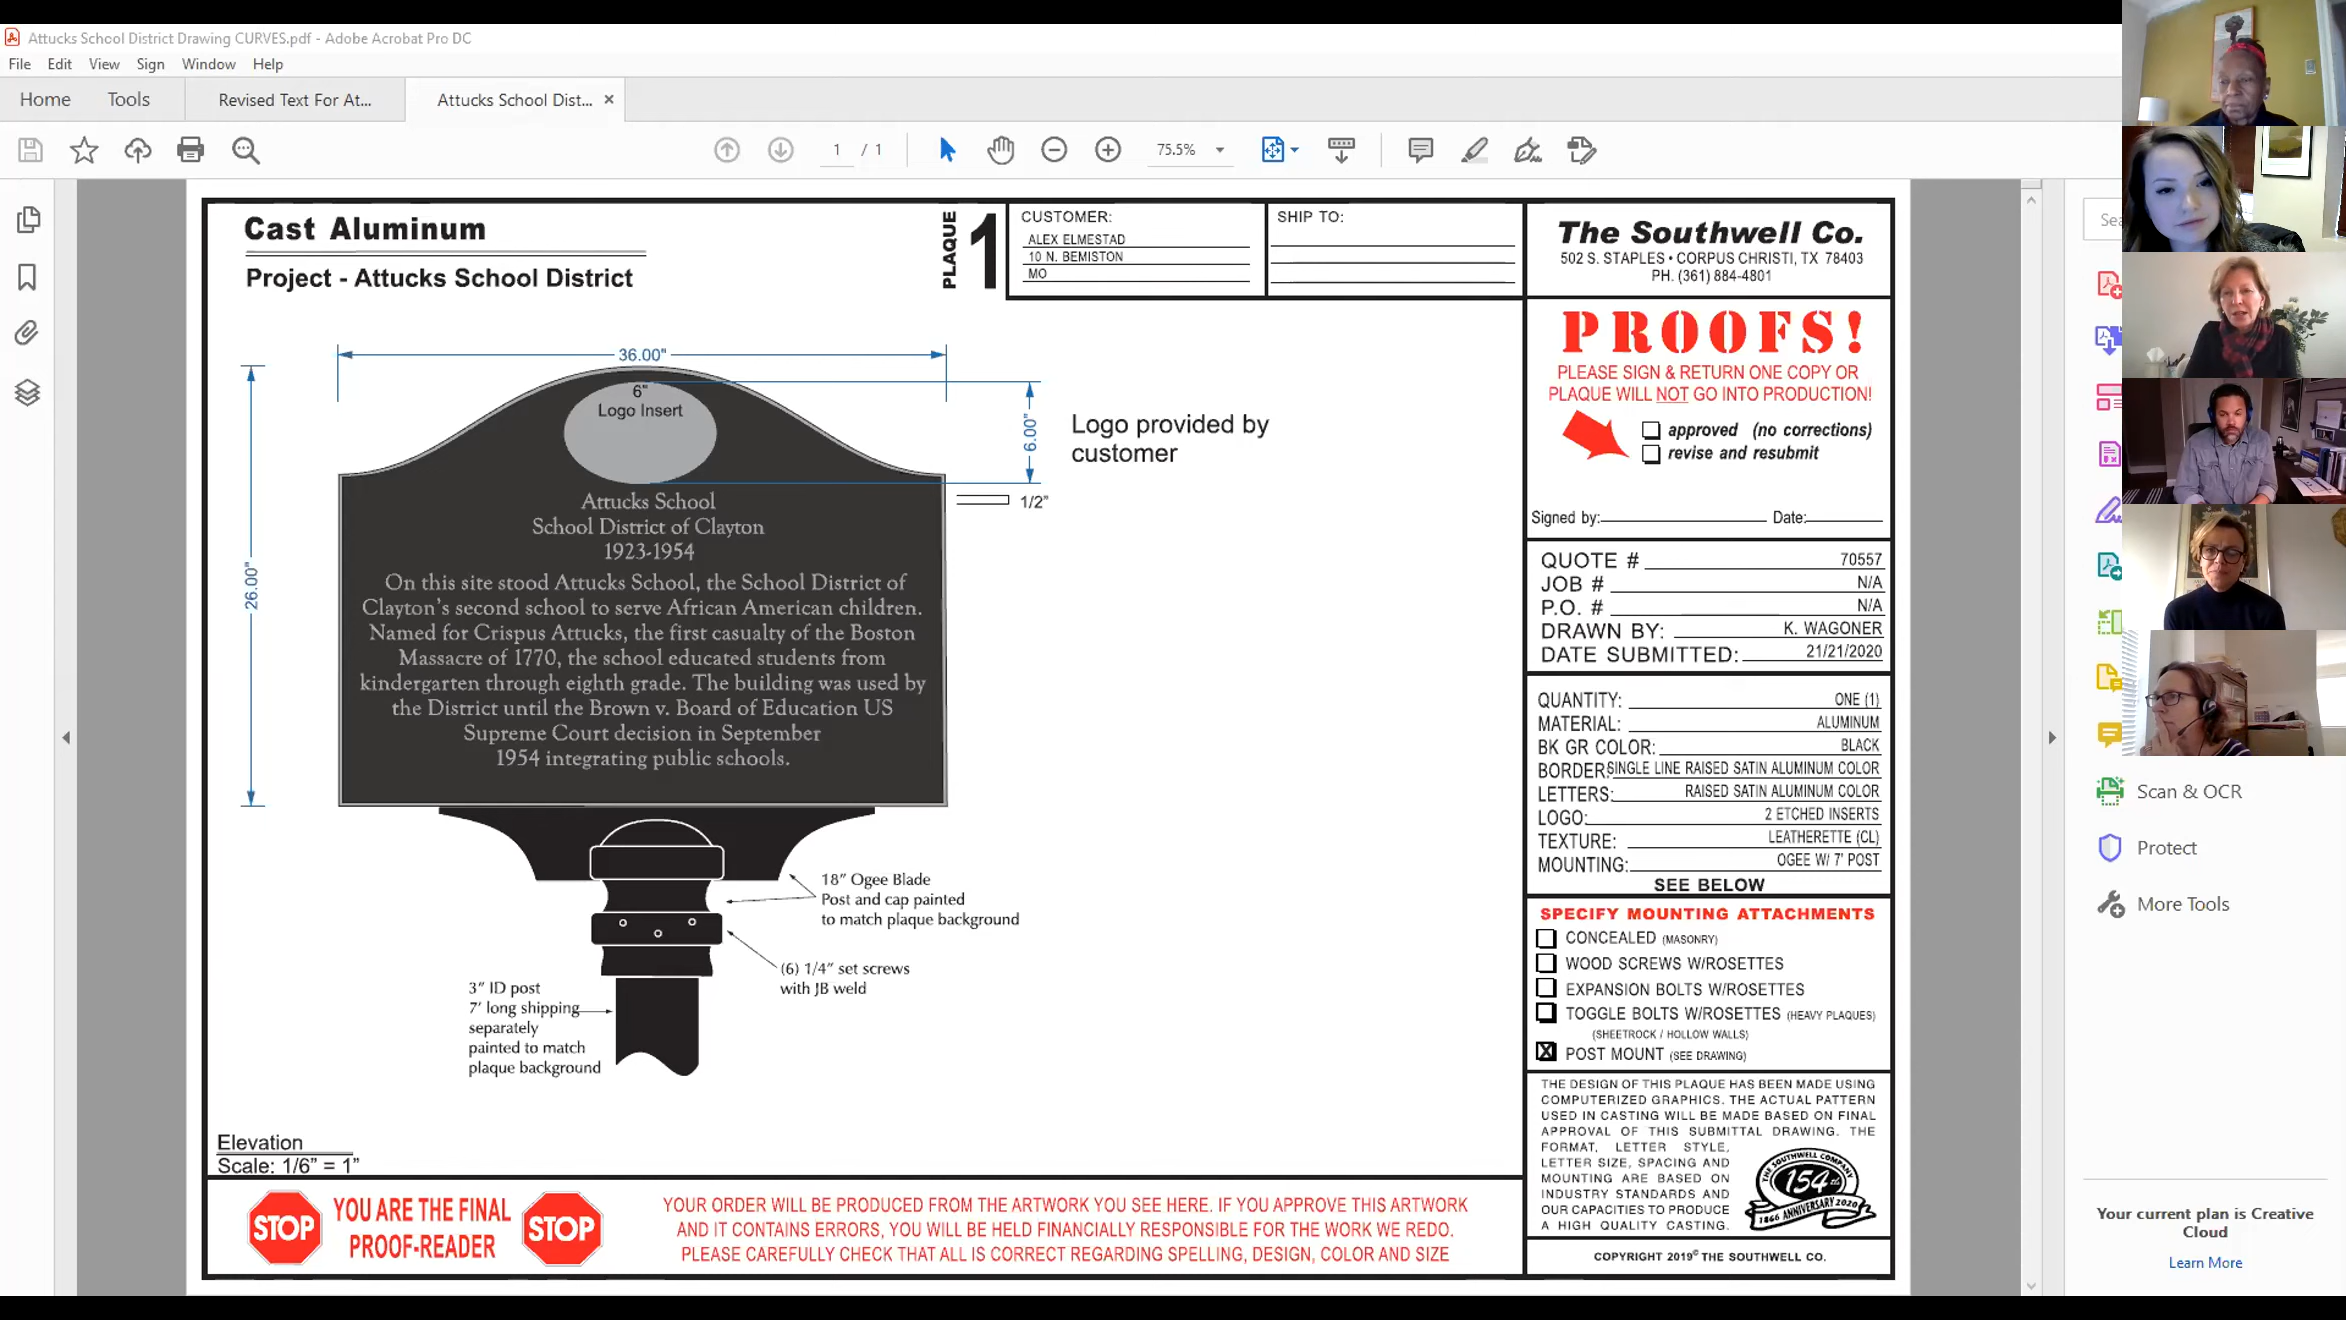 Attucks School District Drawing CURVES.pdf - Adobe Acrobat Pro DC
File Edit View Sign Window Help
Home Tools Revised Text For At... Attucks School Dist... ×
1 / 1 75.5%
Cast Aluminum
Project - Attucks School District
PLAQUE 1
CUSTOMER:
ALEX ELMESTAD
10 N. BEMISTON
MO
SHIP TO:
The Southwell Co.
502 S. STAPLES • CORPUS CHRISTI, TX 78403
PH. (361) 884-4801
PROOFS!
PLEASE SIGN & RETURN ONE COPY OR
PLAQUE WILL NOT GO INTO PRODUCTION!
approved (no corrections)
revise and resubmit
Signed by: Date:
QUOTE # 70557
JOB # N/A
P.O. # N/A
DRAWN BY: K. WAGONER
DATE SUBMITTED: 21/21/2020
QUANTITY: ONE (1)
MATERIAL: ALUMINUM
BK GR COLOR: BLACK
BORDER: SINGLE LINE RAISED SATIN ALUMINUM COLOR
LETTERS: RAISED SATIN ALUMINUM COLOR
LOGO: 2 ETCHED INSERTS
TEXTURE: LEATHERETTE (CL)
MOUNTING: OGEE W/ 7' POST
SEE BELOW
SPECIFY MOUNTING ATTACHMENTS
CONCEALED (MASONRY)
WOOD SCREWS W/ROSETTES
EXPANSION BOLTS W/ROSETTES
TOGGLE BOLTS W/ROSETTES (HEAVY PLAQUES)
(SHEETROCK / HOLLOW WALLS)
POST MOUNT (SEE DRAWING)
THE DESIGN OF THIS PLAQUE HAS BEEN MADE USING
COMPUTERIZED GRAPHICS. THE ACTUAL PATTERN
USED IN CASTING WILL BE MADE BASED ON FINAL
APPROVAL OF THIS SUBMITTAL DRAWING. THE
FORMAT, LETTER STYLE,
LETTER SIZE, SPACING AND
MOUNTING ARE BASED ON
INDUSTRY STANDARDS AND
OUR CAPACITIES TO PRODUCE
A HIGH QUALITY CASTING.
THE SOUTHWELL COMPANY
154th
1866 ANNIVERSARY 2020
COPYRIGHT 2019© THE SOUTHWELL CO.
36.00"
26.00"
6"
Logo Insert
6.00"
Logo provided by
customer
1/2"
Attucks School
School District of Clayton
1923-1954
On this site stood Attucks School, the School District of
Clayton's second school to serve African American children.
Named for Crispus Attucks, the first casualty of the Boston
Massacre of 1770, the school educated students from
kindergarten through eighth grade. The building was used by
the District until the Brown v. Board of Education US
Supreme Court decision in September
1954 integrating public schools.
18" Ogee Blade
Post and cap painted
to match plaque background
(6) 1/4" set screws
with JB weld
3" ID post
7' long shipping
separately
painted to match
plaque background
Elevation
Scale: 1/6" = 1"
STOP YOU ARE THE FINAL STOP
PROOF-READER
YOUR ORDER WILL BE PRODUCED FROM THE ARTWORK YOU SEE HERE. IF YOU APPROVE THIS ARTWORK
AND IT CONTAINS ERRORS, YOU WILL BE HELD FINANCIALLY RESPONSIBLE FOR THE WORK WE REDO.
PLEASE CAREFULLY CHECK THAT ALL IS CORRECT REGARDING SPELLING, DESIGN, COLOR AND SIZE
Scan & OCR
Protect
More Tools
Your current plan is Creative
Cloud
Learn More